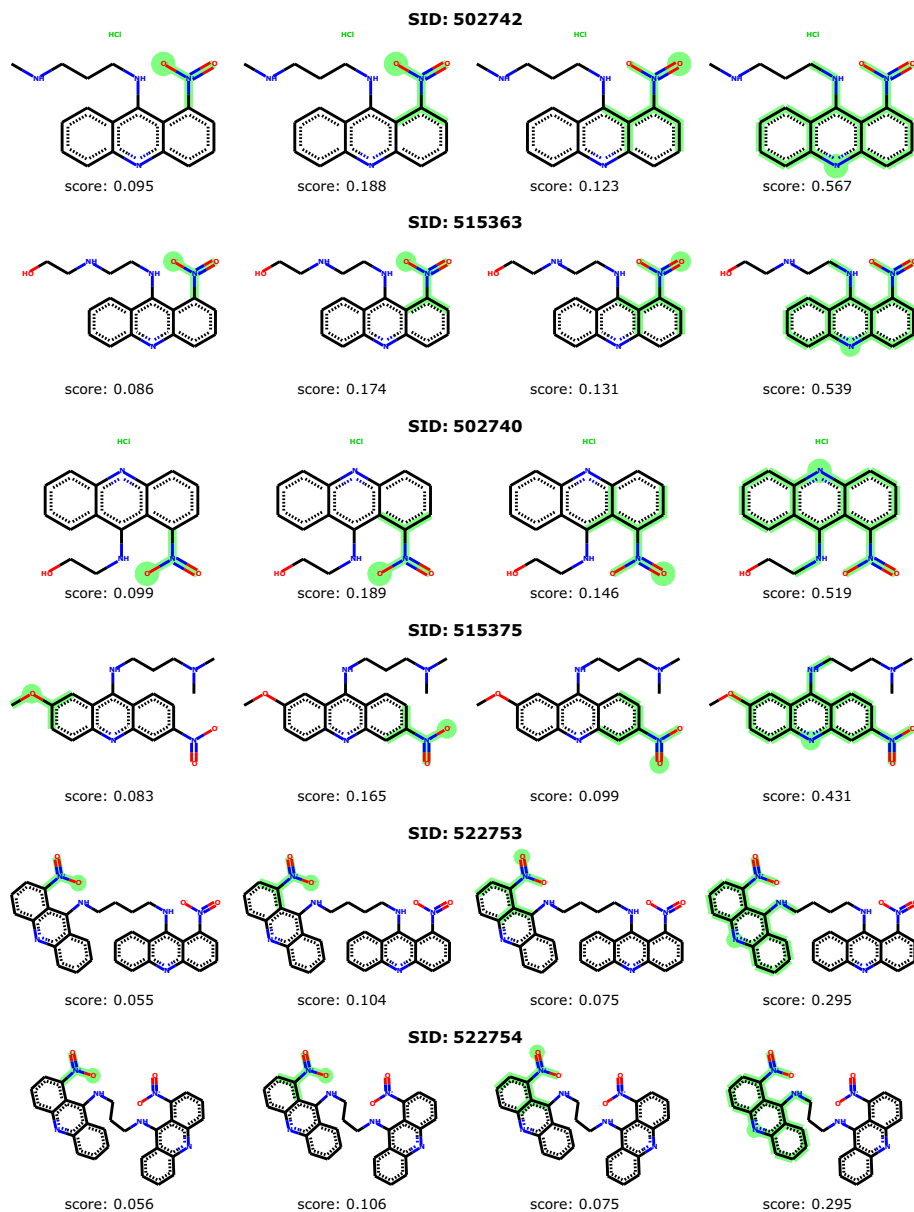 SID: 502742
HCl HCl HCl HCl
O N O O N O O N O O N O
NH NH NH NH NH NH NH NH
N N N N
score: 0.095 score: 0.188 score: 0.123 score: 0.567
SID: 515363
HO NH NH O N O HO NH NH O N O HO NH NH O N O HO NH NH O N O
N N N N
score: 0.086 score: 0.174 score: 0.131 score: 0.539
SID: 502740
HCl HCl HCl HCl
N N N N
HO NH N HO NH N HO NH N HO NH N
O O O O O O O O
score: 0.099 score: 0.189 score: 0.146 score: 0.519
SID: 515375
NH N NH N NH N NH N
O N N O O O N N O O O N N O O O N N O O
score: 0.083 score: 0.165 score: 0.099 score: 0.431
SID: 522753
O N O NH NH O N O O N O NH NH O N O O N O NH NH O N O O N O NH NH O N O
N N N N N N N N
score: 0.055 score: 0.104 score: 0.075 score: 0.295
SID: 522754
O N O NH NH O N O O N O NH NH O N O O N O NH NH O N O O N O NH NH O N O
N N N N N N N N
score: 0.056 score: 0.106 score: 0.075 score: 0.295